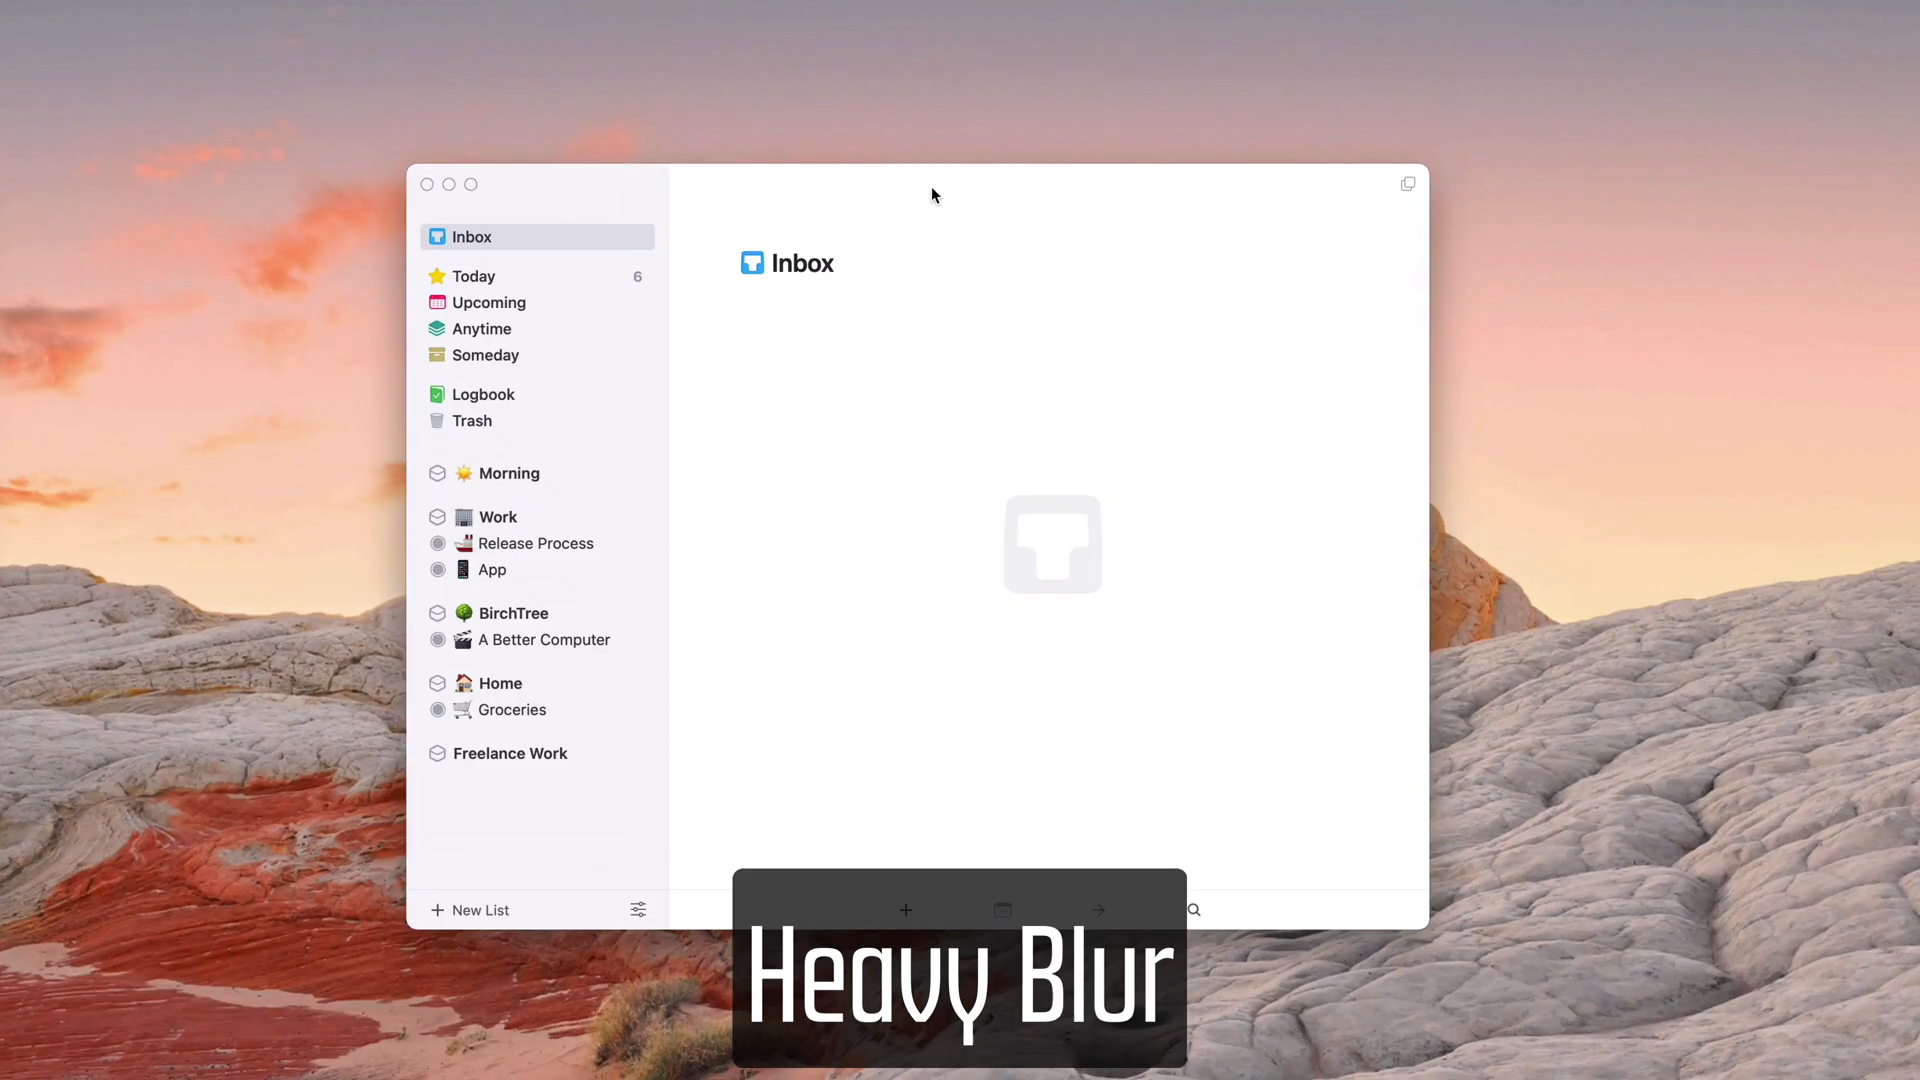 Inbox
Today 6
Upcoming
Anytime
Someday
Logbook
Trash
Morning
Work
Release Process
App
BirchTree
A Better Computer
Home
Groceries
Freelance Work
New List
Inbox
Heavy Blur